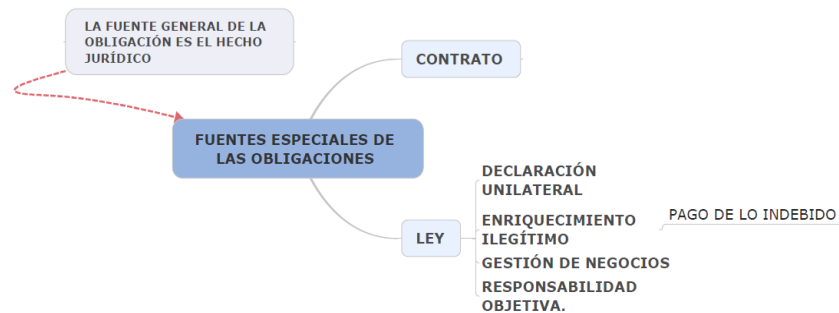 LA FUENTE GENERAL DE LA
OBLIGACIÓN ES EL HECHO
JURÍDICO
CONTRATO
FUENTES ESPECIALES DE
LAS OBLIGACIONES
LEY
DECLARACIÓN
UNILATERAL
ENRIQUECIMIENTO
ILEGÍTIMO
PAGO DE LO INDEBIDO
GESTIÓN DE NEGOCIOS
RESPONSABILIDAD
OBJETIVA.